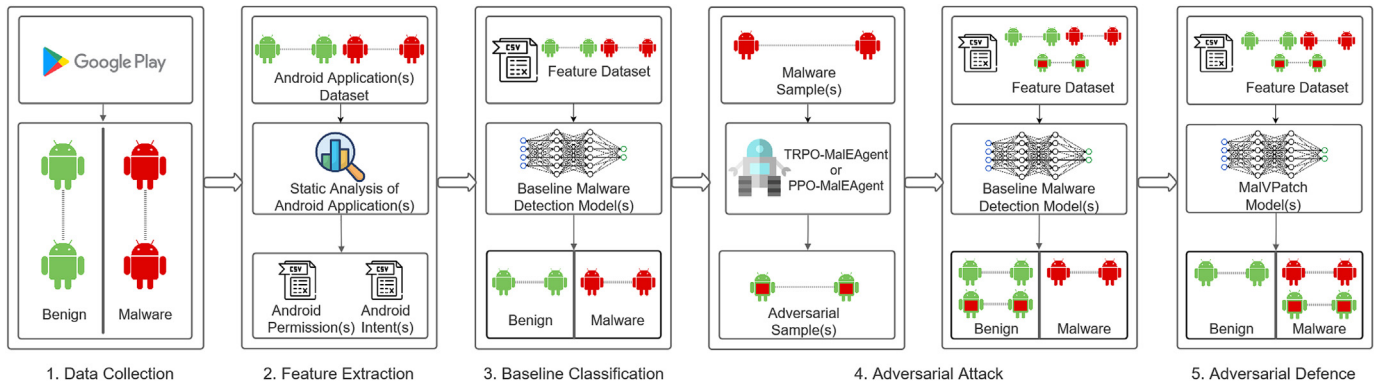 Google Play
Benign
Malware
1. Data Collection
Android Application(s)
Dataset
Static Analysis of
Android Application(s)
CSV
CSV
Android
Permission(s)
Android
Intent(s)
2. Feature Extraction
CSV
Feature Dataset
Baseline Malware
Detection Model(s)
Benign
Malware
3. Baseline Classification
Malware
Sample(s)
TRPO-MalEAgent
or
PPO-MalEAgent
Adversarial
Sample(s)
CSV
Feature Dataset
Baseline Malware
Detection Model(s)
Benign
Malware
4. Adversarial Attack
CSV
Feature Dataset
MalVPatch
Model(s)
Benign
Malware
5. Adversarial Defence